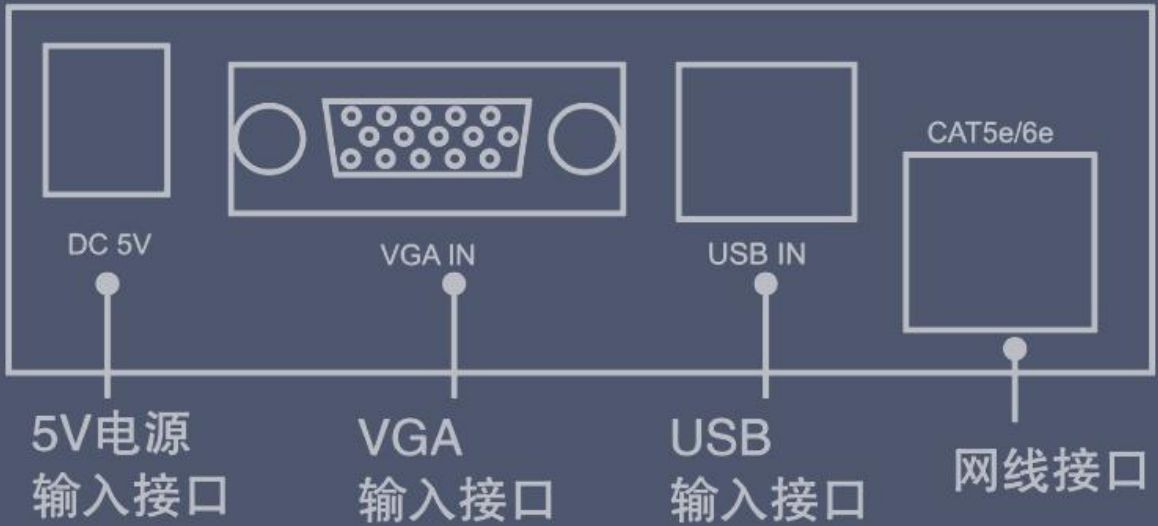 CAT5e/6e
DC 5V
VGA IN
USB IN
5V电源
输入接口
VGA
输入接口
USB
输入接口
网线接口